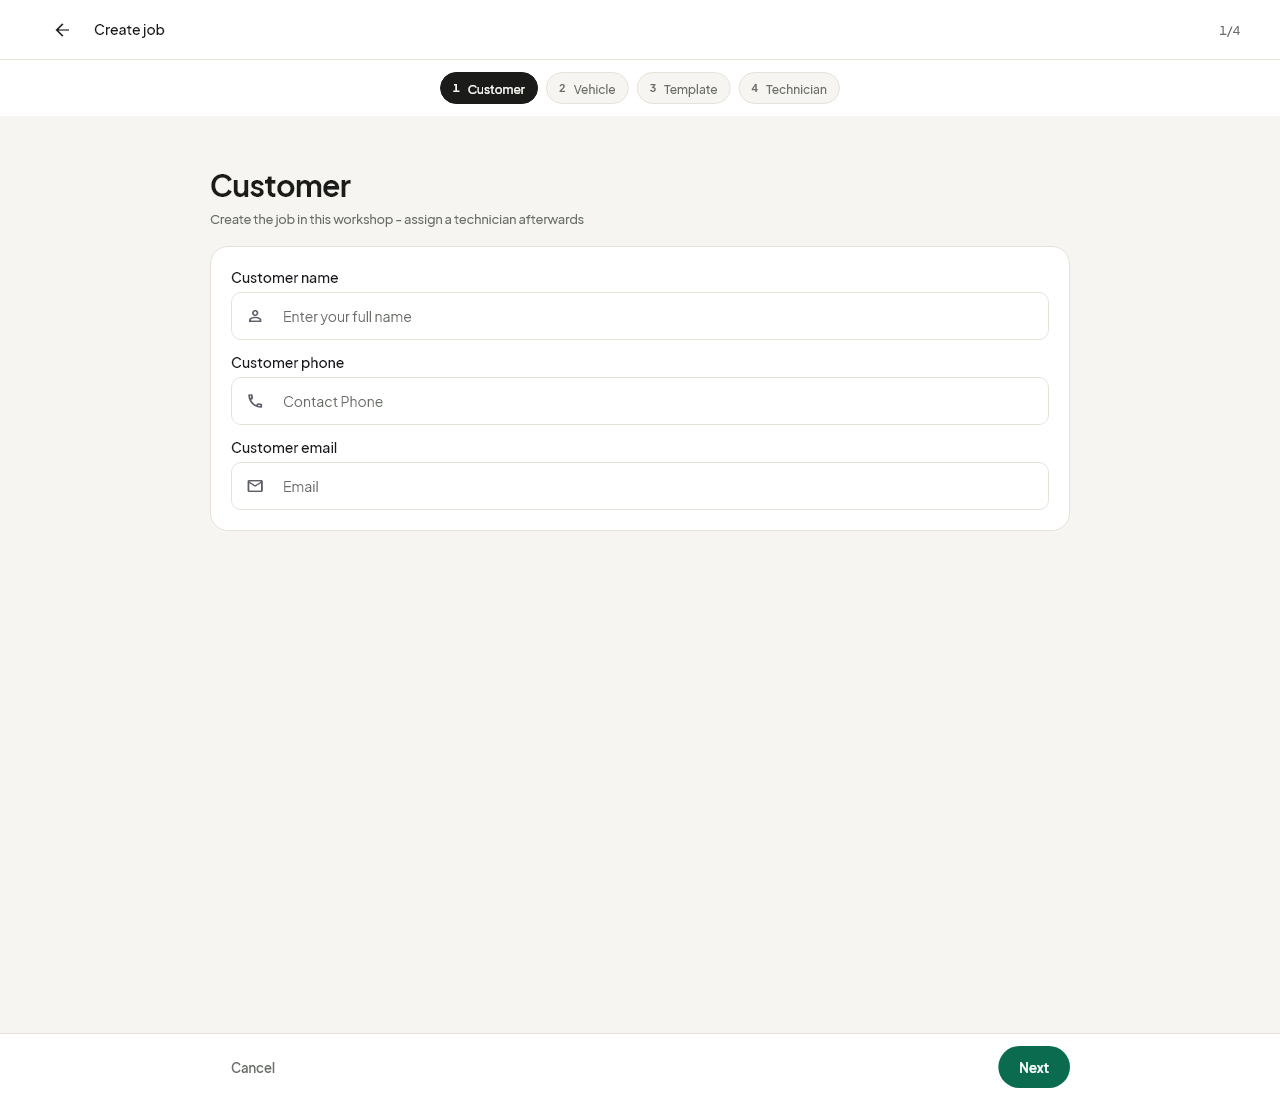 Create job
1/4
1 Customer
2 Vehicle
3 Template
4 Technician
Customer
Create the job in this workshop – assign a technician afterwards
Customer name
Enter your full name
Customer phone
Contact Phone
Customer email
Email
Cancel
Next